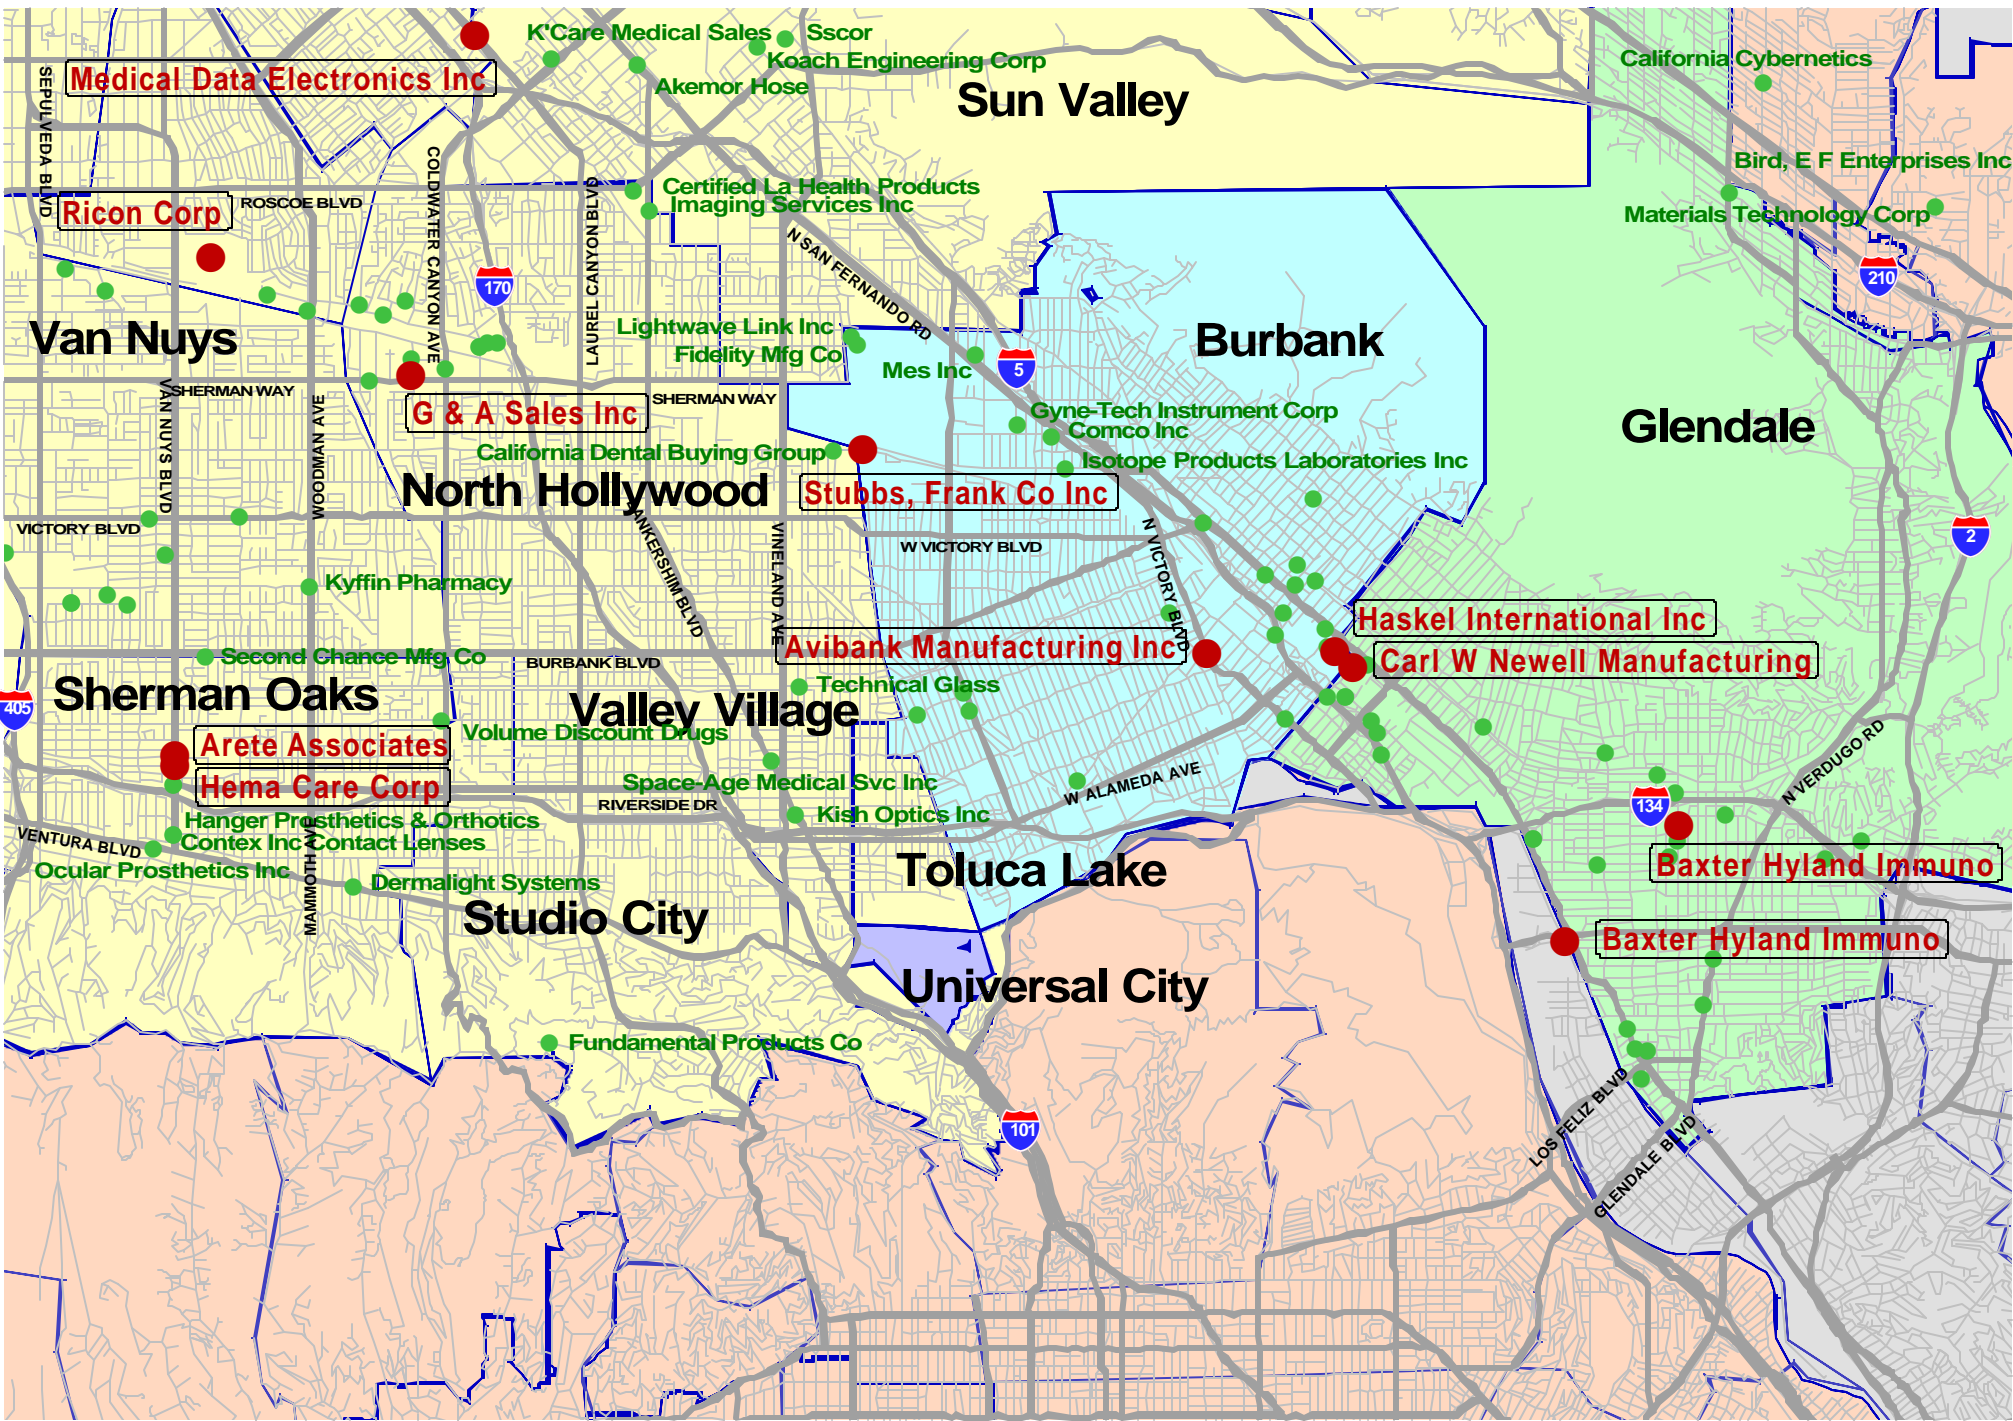 K'Care Medical Sales
Sscor
Koach Engineering Corp
California Cybernetics
Medical Data Electronics Inc
Akemor Hose
Sun Valley
SEPULVEDA BLVD
COLDWATER CANYON AVE
LAUREL CANYON BLVD
Bird, E F Enterprises Inc
Certified La Health Products
Imaging Services Inc
Ricon Corp
ROSCOE BLVD
Materials Technology Corp
N SAN FERNANDO RD
170
210
Lightwave Link Inc
Fidelity Mfg Co
Van Nuys
Burbank
Mes Inc
5
SHERMAN WAY
SHERMAN WAY
VAN NUYS BLVD
WOODMAN AVE
G & A Sales Inc
Gyne-Tech Instrument Corp
Comco Inc
Glendale
California Dental Buying Group
Isotope Products Laboratories Inc
North Hollywood
Stubbs, Frank Co Inc
VICTORY BLVD
LANKERSHIM BLVD
VINELAND AVE
W VICTORY BLVD
N VICTORY BLVD
2
Kyffin Pharmacy
Haskel International Inc
Avibank Manufacturing Inc
Second Chance Mfg Co
BURBANK BLVD
Carl W Newell Manufacturing
Sherman Oaks
Technical Glass
405
Valley Village
Volume Discount Drugs
Arete Associates
Hema Care Corp
Space-Age Medical Svc Inc
RIVERSIDE DR
W ALAMEDA AVE
N VERDUGO RD
134
Kish Optics Inc
Hanger Prosthetics & Orthotics
VENTURA BLVD
Contex Inc Contact Lenses
MAMMOTH AVE
Ocular Prosthetics Inc
Dermalight Systems
Toluca Lake
Baxter Hyland Immuno
Studio City
Baxter Hyland Immuno
Universal City
Fundamental Products Co
101
LOS FELIZ BLVD
GLENDALE BLVD